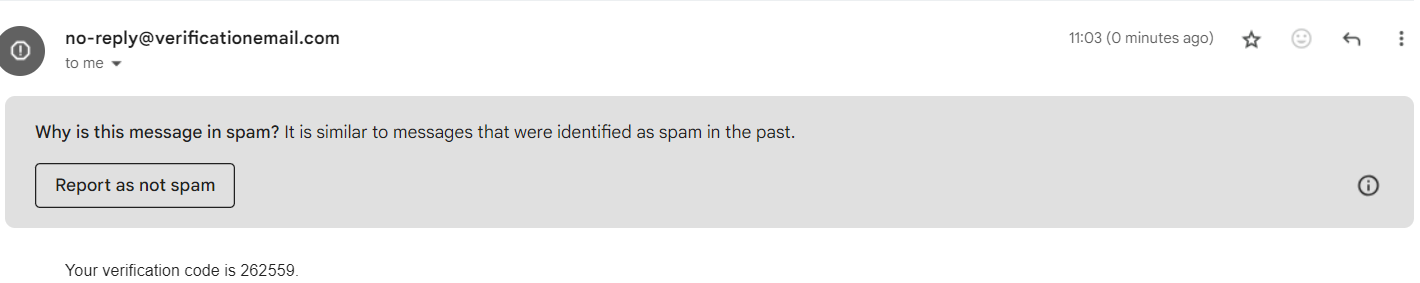 no-reply@verificationemail.com
11:03 (0 minutes ago)
to me
Why is this message in spam? It is similar to messages that were identified as spam in the past.
Report as not spam
Your verification code is 262559.